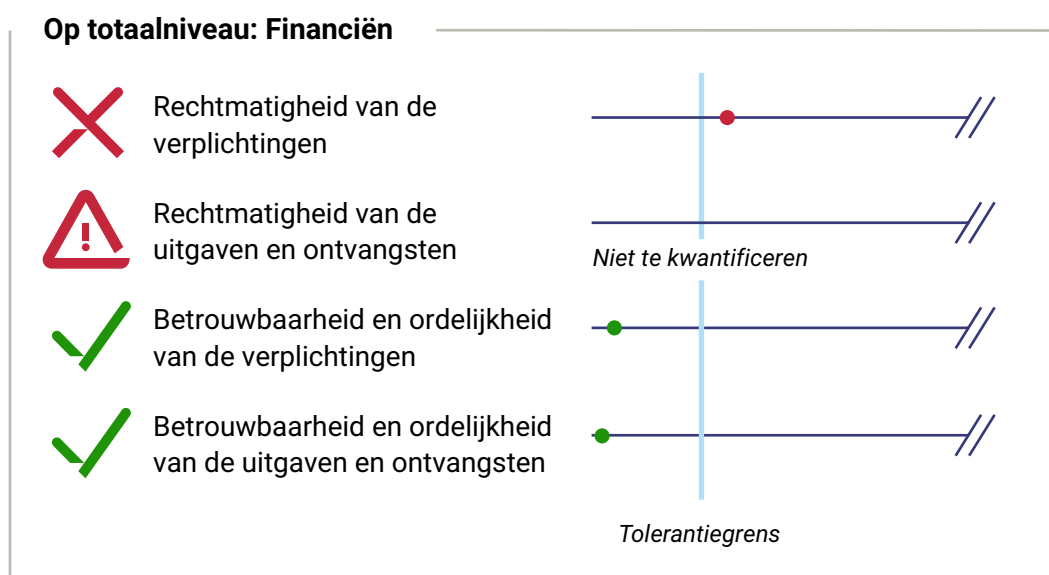 Op totaalniveau: Financiën
Rechtmatigheid van de
verplichtingen
Rechtmatigheid van de
uitgaven en ontvangsten
Niet te kwantificeren
Betrouwbaarheid en ordelijkheid
van de verplichtingen
Betrouwbaarheid en ordelijkheid
van de uitgaven en ontvangsten
Tolerantiegrens